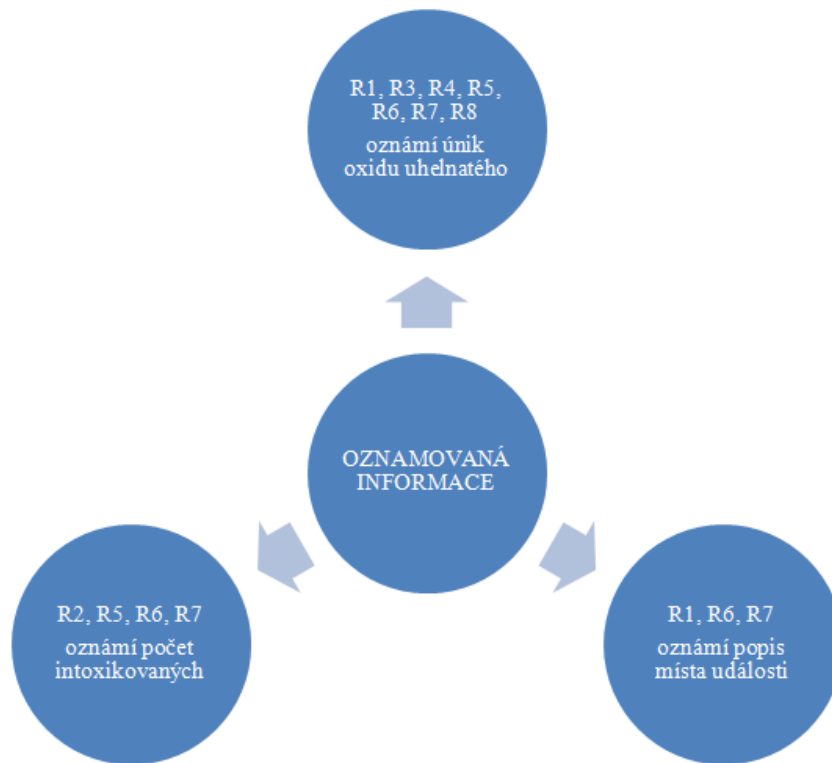 R1, R3, R4, R5,
R6, R7, R8
oznámí únik
oxidu uhelnatého
OZNAMOVANÁ
INFORMACE
R2, R5, R6, R7
oznámí počet
intoxikovaných
R1, R6, R7
oznámí popis
místa události